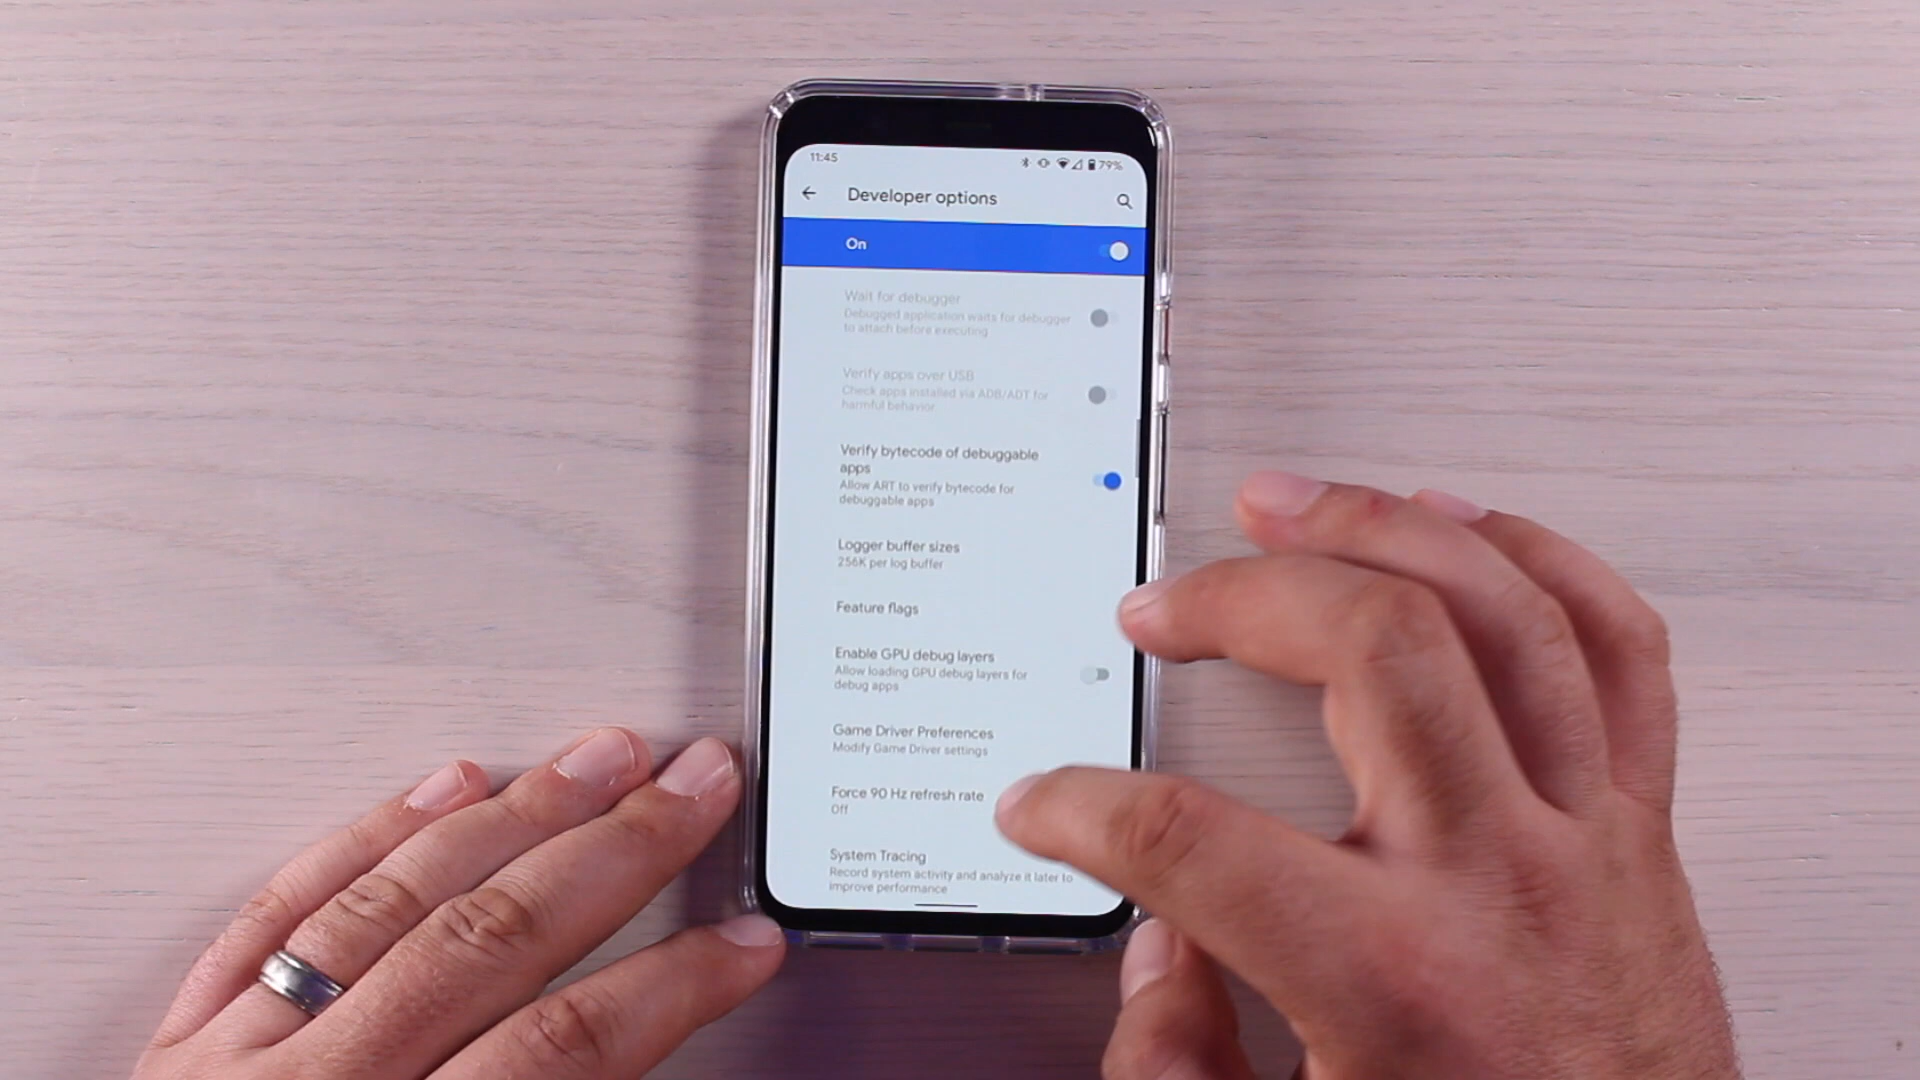 11:45
79%
Developer options
On
Wait for debugger
Debugged application waits for debugger
to attach before executing
Verify apps over USB
Check apps installed via ADB/ADT for
harmful behavior
Verify bytecode of debuggable
apps
Allow ART to verify bytecode for
debuggable apps
Logger buffer sizes
256K per log buffer
Feature flags
Enable GPU debug layers
Allow loading GPU debug layers for
debug apps
Game Driver Preferences
Modify Game Driver settings
Force 90 Hz refresh rate
Off
System Tracing
Record system activity and analyze it later to
improve performance